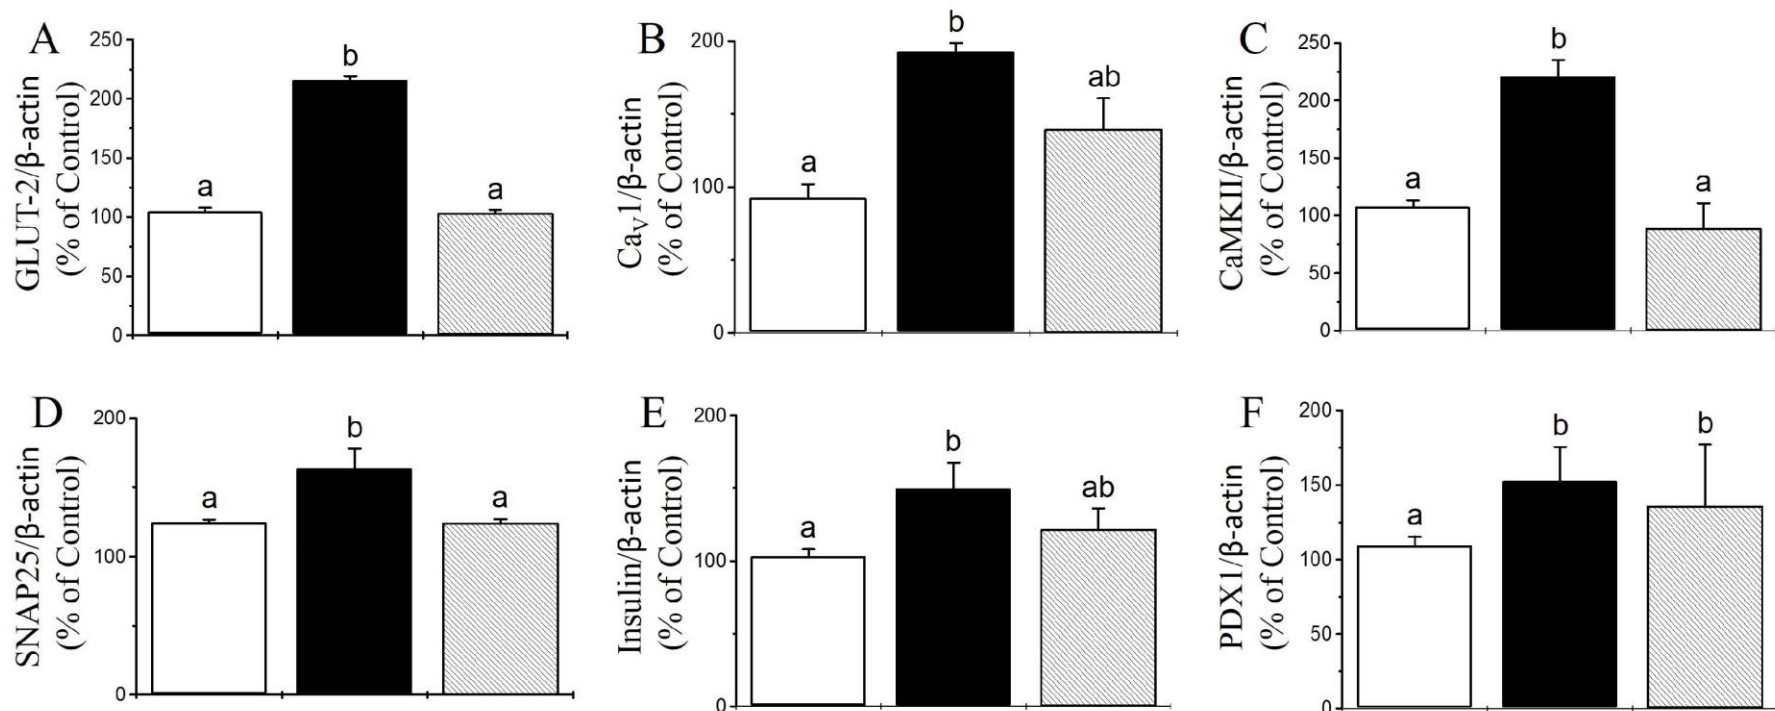 A
GLUT-2/β-actin
(% of Control)
250
200
150
100
50
0
a
b
a
B
Ca_V1/β-actin
(% of Control)
200
100
0
a
b
ab
C
CaMKII/β-actin
(% of Control)
250
200
150
100
50
0
a
b
a
D
SNAP25/β-actin
(% of Control)
200
100
0
a
b
a
E
Insulin/β-actin
(% of Control)
200
100
0
a
b
ab
F
PDX1/β-actin
(% of Control)
200
150
100
50
0
a
b
b